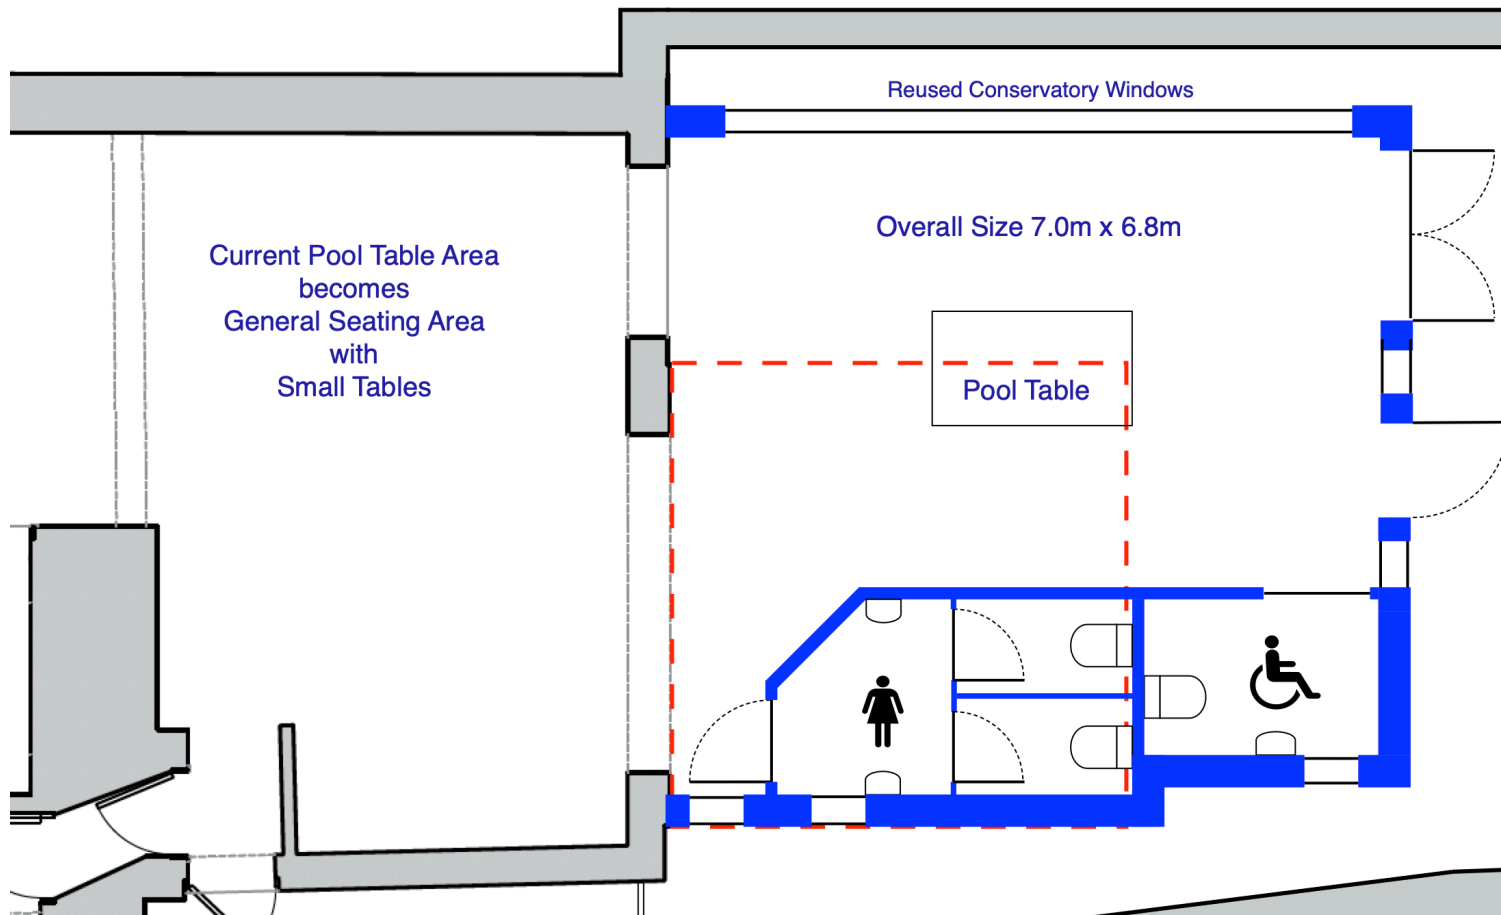 Reused Conservatory Windows
Overall Size 7.0m x 6.8m
Current Pool Table Area
becomes
General Seating Area
with
Small Tables
Pool Table